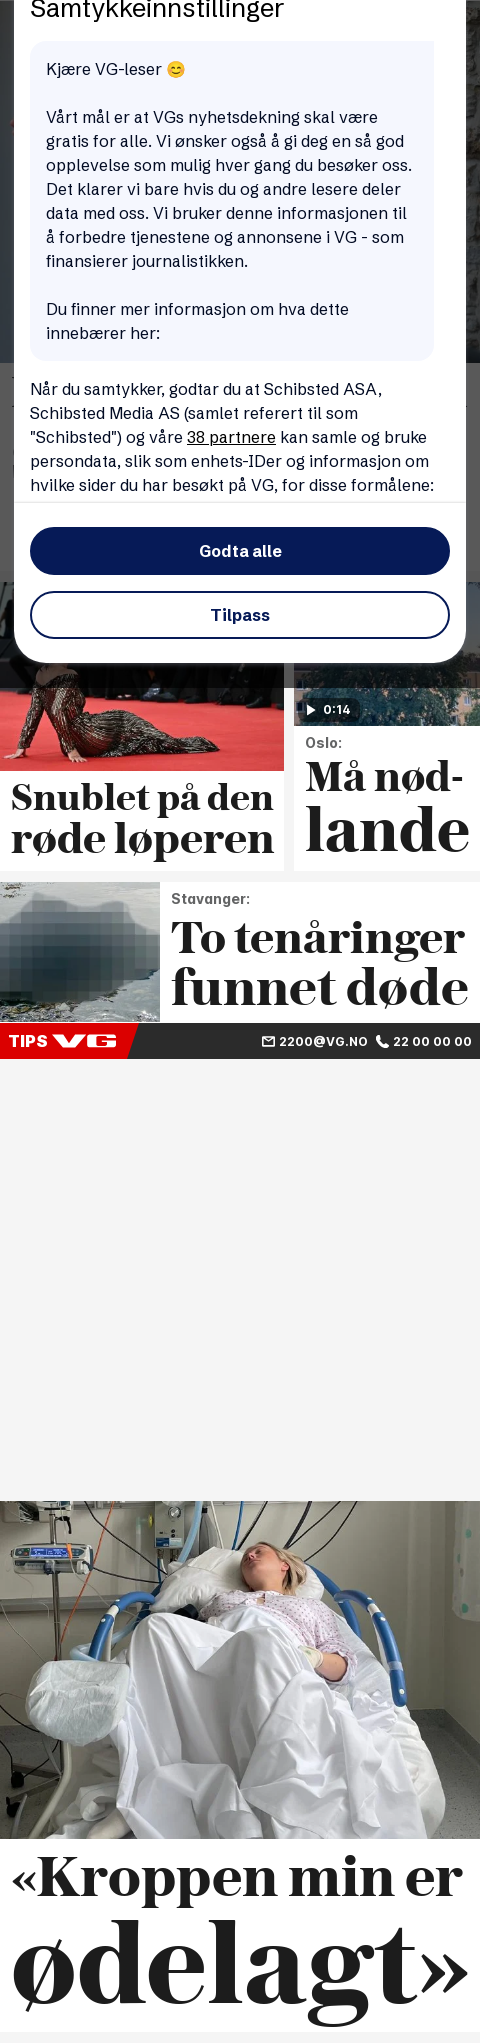 Samtykkeinnstillinger
Kjære VG-leser 😊
Vårt mål er at VGs nyhetsdekning skal være
gratis for alle. Vi ønsker også å gi deg en så god
opplevelse som mulig hver gang du besøker oss.
Det klarer vi bare hvis du og andre lesere deler
data med oss. Vi bruker denne informasjonen til
å forbedre tjenestene og annonsene i VG - som
finansierer journalistikken.
Du finner mer informasjon om hva dette
innebærer her:
Når du samtykker, godtar du at Schibsted ASA,
Schibsted Media AS (samlet referert til som
"Schibsted") og våre 38 partnere kan samle og bruke
persondata, slik som enhets-IDer og informasjon om
hvilke sider du har besøkt på VG, for disse formålene:
Godta alle
Tilpass
Snublet på den
røde løperen
0:14
Oslo:
Må nød-
lande
Stavanger:
To tenåringer
funnet døde
TIPS VG 2200@VG.NO 22 00 00 00
«Kroppen min er
ødelagt»